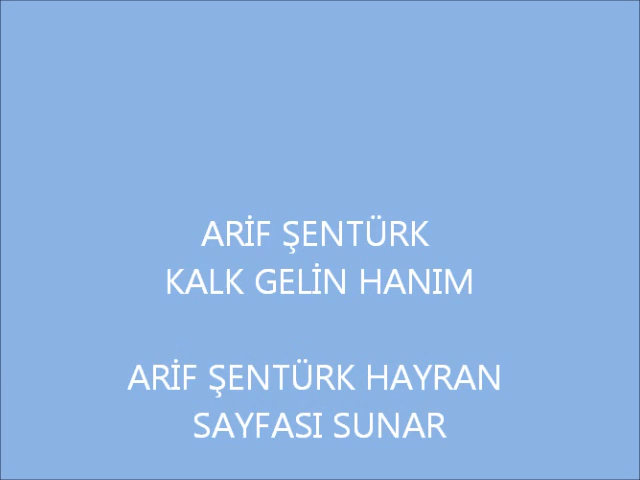 ARİF ŞENTÜRK
KALK GELİN HANIM
ARİF ŞENTÜRK HAYRAN
SAYFASI SUNAR